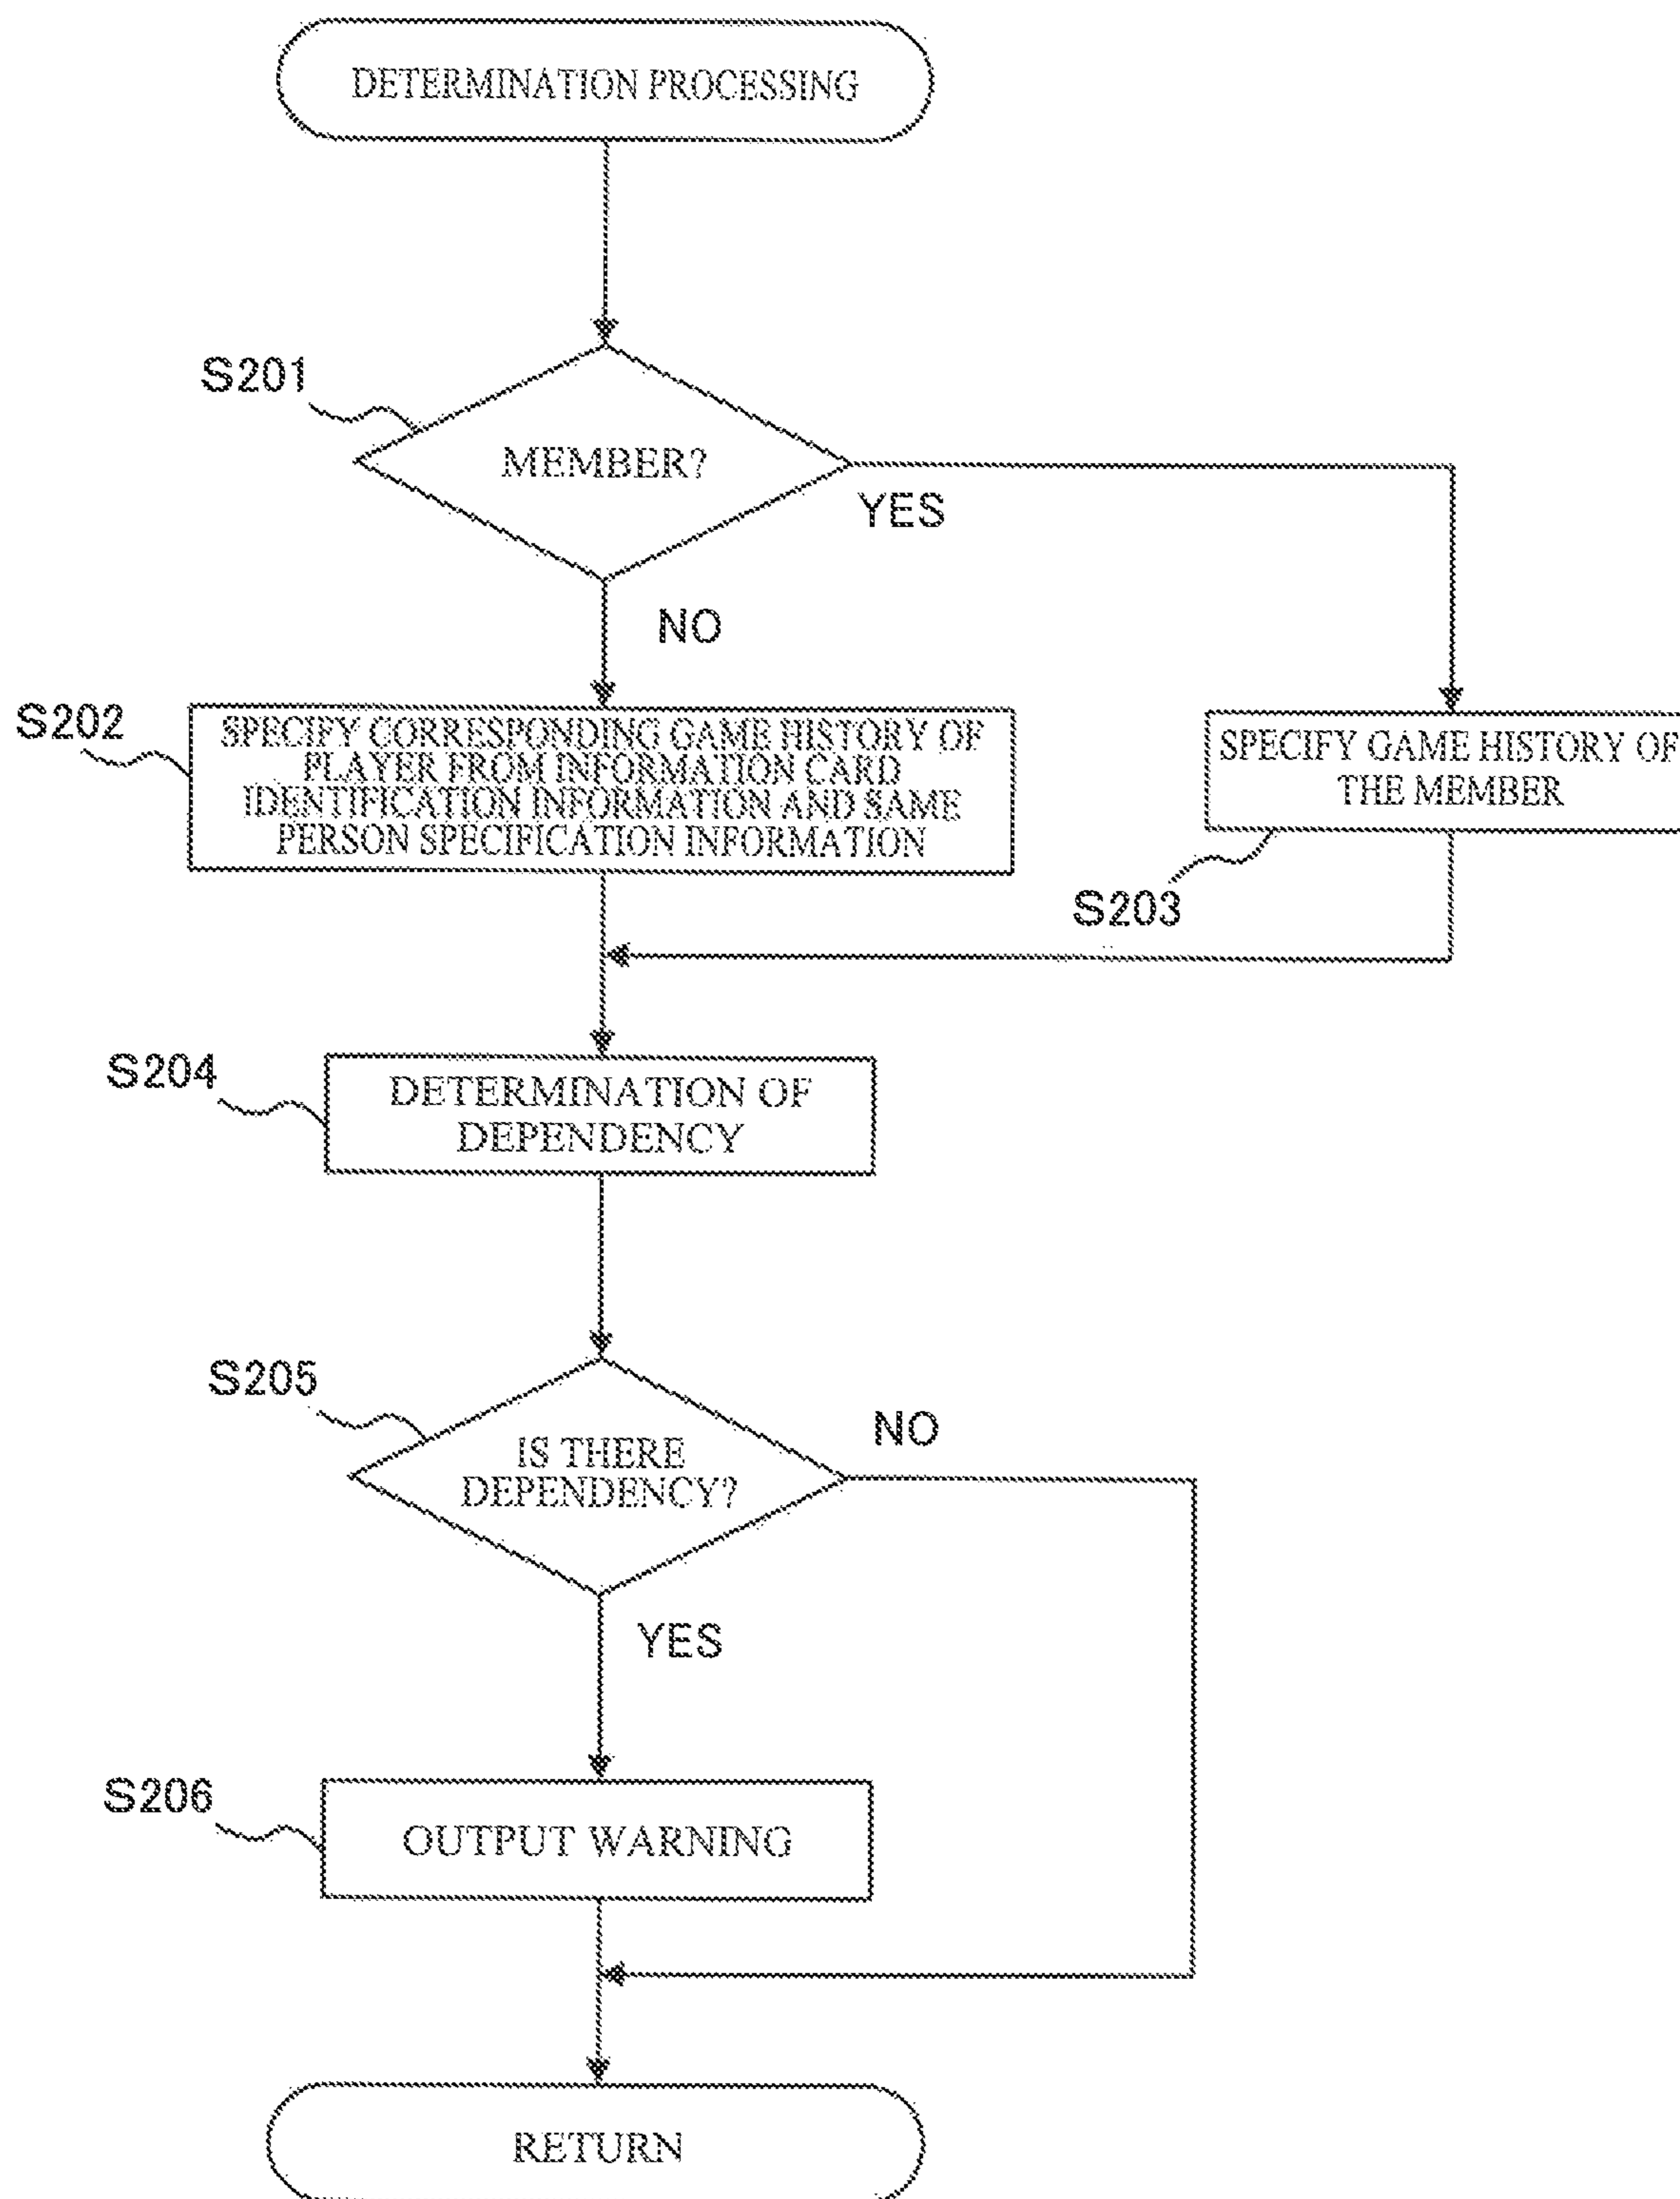 DETERMINATION PROCESSING
S201
MEMBER?
YES
NO
S202
SPECIFY CORRESPONDING GAME HISTORY OF
PLAYER FROM INFORMATION CARD
IDENTIFICATION INFORMATION AND SAME
PERSON SPECIFICATION INFORMATION
SPECIFY GAME HISTORY OF
THE MEMBER
S203
S204
DETERMINATION OF
DEPENDENCY
S205
IS THERE
DEPENDENCY?
NO
YES
S206
OUTPUT WARNING
RETURN